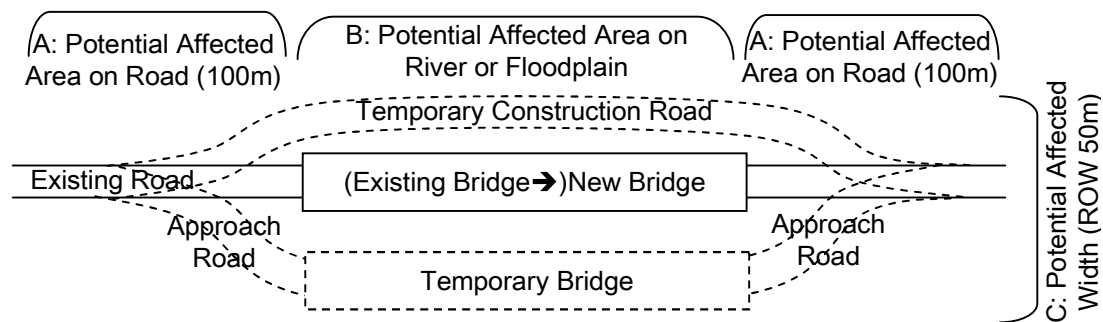 A: Potential Affected
Area on Road (100m)
B: Potential Affected Area on
River or Floodplain
A: Potential Affected
Area on Road (100m)
Temporary Construction Road
Existing Road
(Existing Bridge➔)New Bridge
Approach
Road
Approach
Road
Temporary Bridge
C: Potential Affected
Width (ROW 50m)